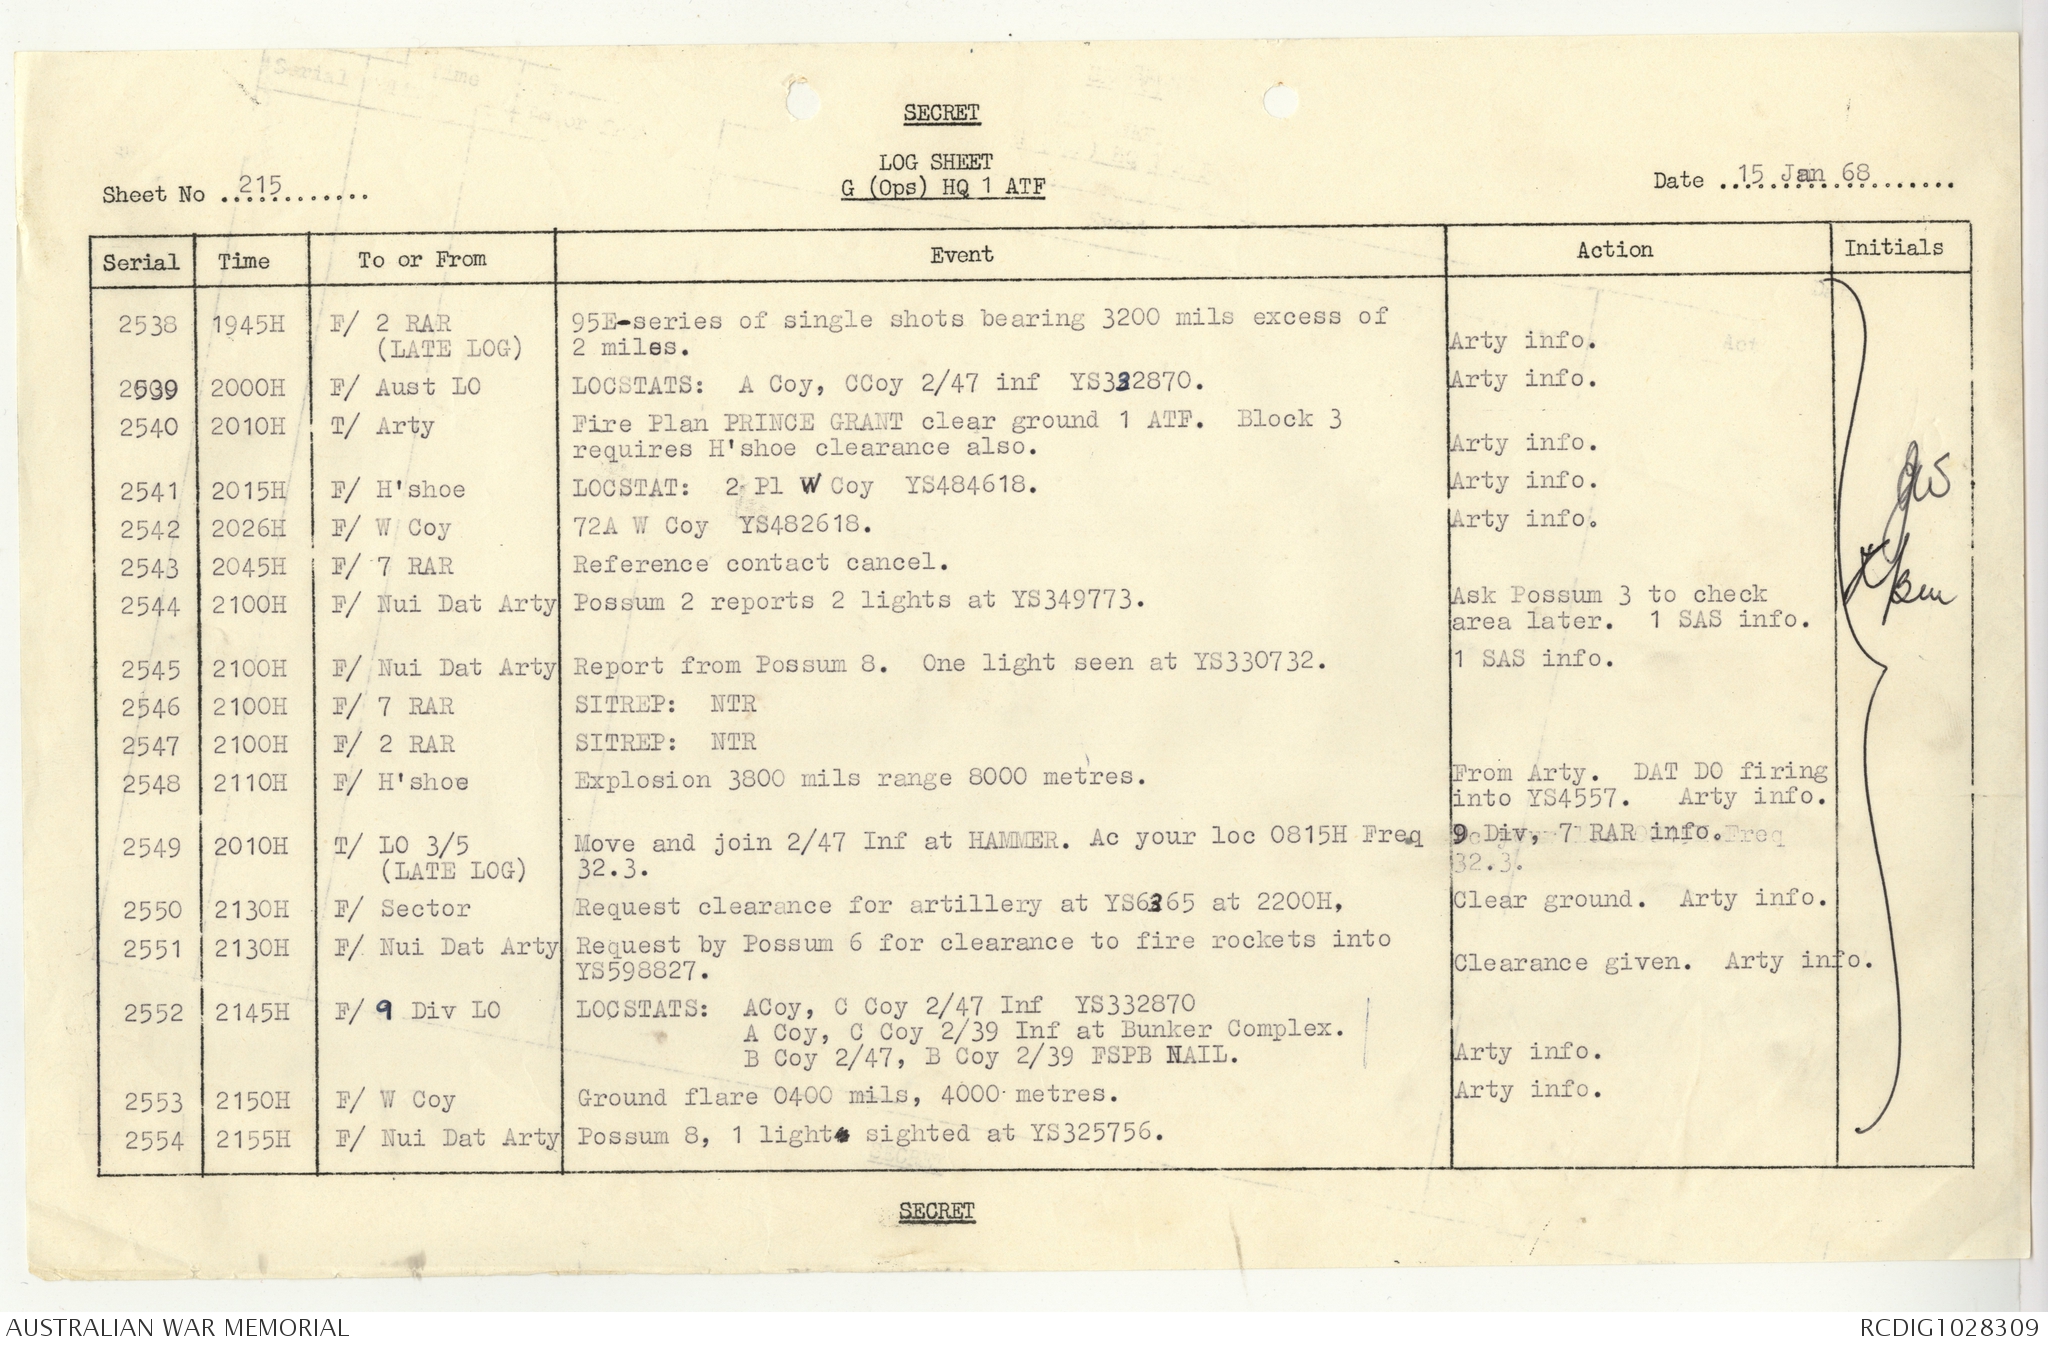 SECRET
LOG SHEET
G (Ops) HQ 1 ATF
Sheet No 215
Date 15 Jan 68
Serial Time To or From Event Action Initials
2538 1945H F/ 2 RAR 95E-series of single shots bearing 3200 mils excess of
(LATE LOG) 2 miles. Arty info.
2539 2000H F/ Aust LO LOCSTATS: A Coy, CCoy 2/47 inf YS332870. Arty info.
2540 2010H T/ Arty Fire Plan PRINCE GRANT clear ground 1 ATF. Block 3
requires H'shoe clearance also. Arty info.
2541 2015H F/ H'shoe LOCSTAT: 2 Pl W Coy YS484618. Arty info.
2542 2026H F/ W Coy 72A W Coy YS482618. Arty info.
2543 2045H F/ 7 RAR Reference contact cancel.
2544 2100H F/ Nui Dat Arty Possum 2 reports 2 lights at YS349773. Ask Possum 3 to check
area later. 1 SAS info.
2545 2100H F/ Nui Dat Arty Report from Possum 8. One light seen at YS330732. 1 SAS info.
2546 2100H F/ 7 RAR SITREP: NTR
2547 2100H F/ 2 RAR SITREP: NTR
2548 2110H F/ H'shoe Explosion 3800 mils range 8000 metres. From Arty. DAT DO firing
into YS4557. Arty info.
2549 2010H T/ LO 3/5 Move and join 2/47 Inf at HAMMER. Ac your loc 0815H Freq 9 Div, 7 RAR info. Freq
(LATE LOG) 32.3. 32.3.
2550 2130H F/ Sector Request clearance for artillery at YS6365 at 2200H, Clear ground. Arty info.
2551 2130H F/ Nui Dat Arty Request by Possum 6 for clearance to fire rockets into
YS598827. Clearance given. Arty info.
2552 2145H F/ 9 Div LO LOCSTATS: ACoy, C Coy 2/47 Inf YS332870
A Coy, C Coy 2/39 Inf at Bunker Complex.
B Coy 2/47, B Coy 2/39 FSPB NAIL. Arty info.
2553 2150H F/ W Coy Ground flare 0400 mils, 4000 metres. Arty info.
2554 2155H F/ Nui Dat Arty Possum 8, 1 light sighted at YS325756.
SECRET
AUSTRALIAN WAR MEMORIAL
RCDIG1028309